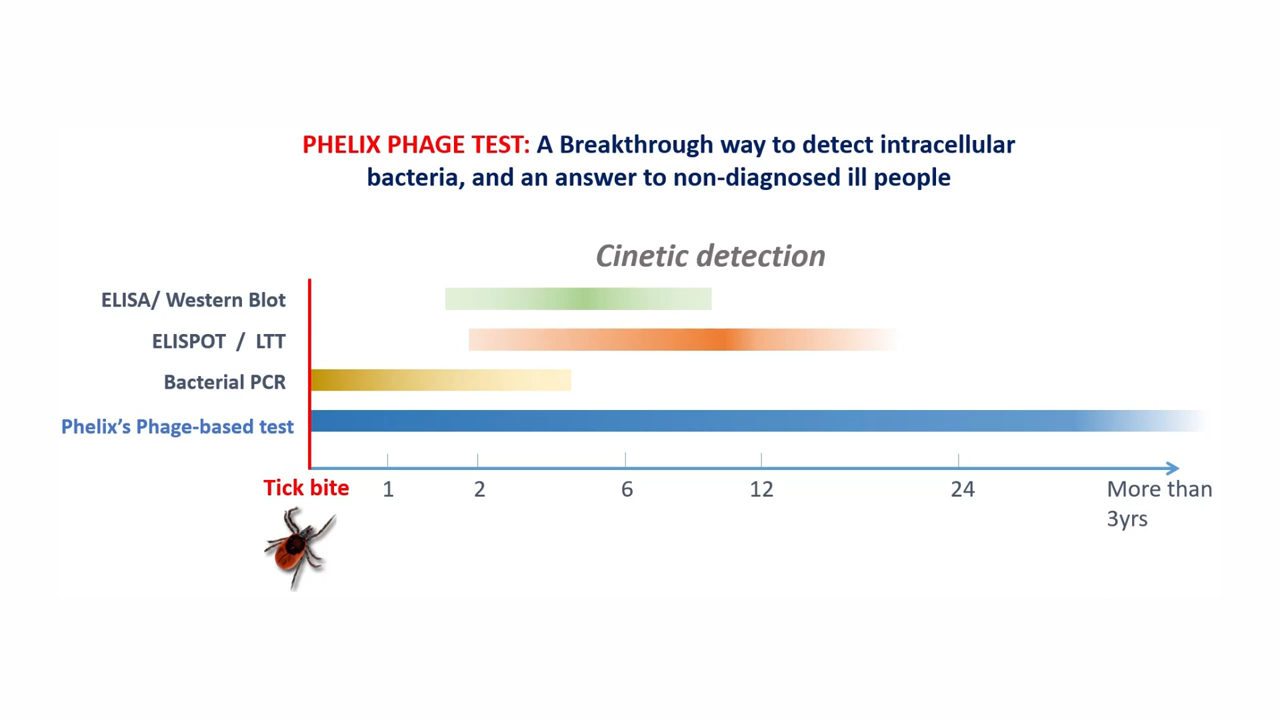 PHELIX PHAGE TEST: A Breakthrough way to detect intracellular
bacteria, and an answer to non-diagnosed ill people
Cinetic detection
ELISA/ Western Blot
ELISPOT / LTT
Bacterial PCR
Phelix's Phage-based test
Tick bite
1
2
6
12
24
More than
3yrs